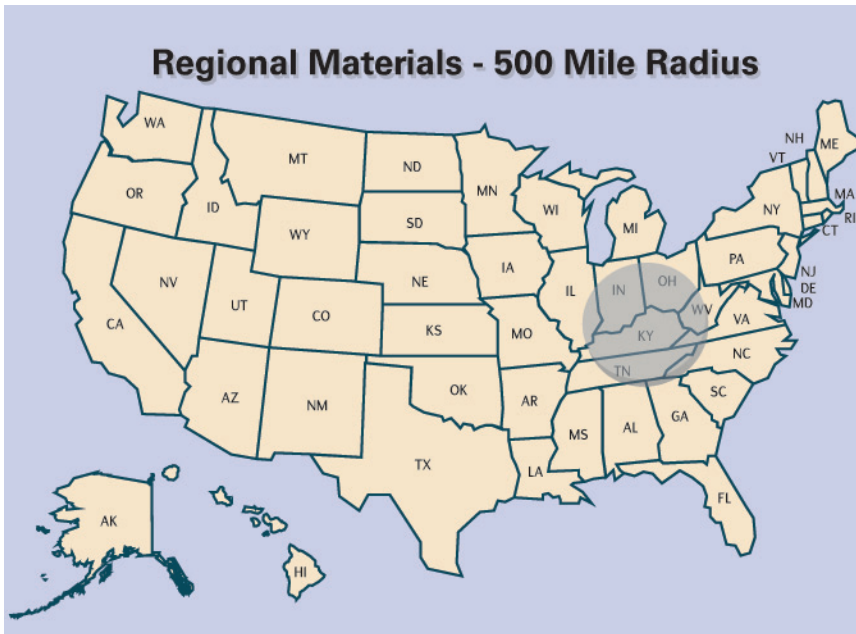 Regional Materials - 500 Mile Radius
WA
MT
ND
MN
OR
ID
WY
SD
WI
MI
NY
VT
NH
ME
MA
RI
CT
NJ
DE
MD
PA
NV
UT
CO
NE
IA
IL
IN
OH
WV
VA
CA
KS
MO
KY
NC
TN
AZ
NM
OK
AR
SC
TX
LA
MS
AL
GA
FL
AK
HI